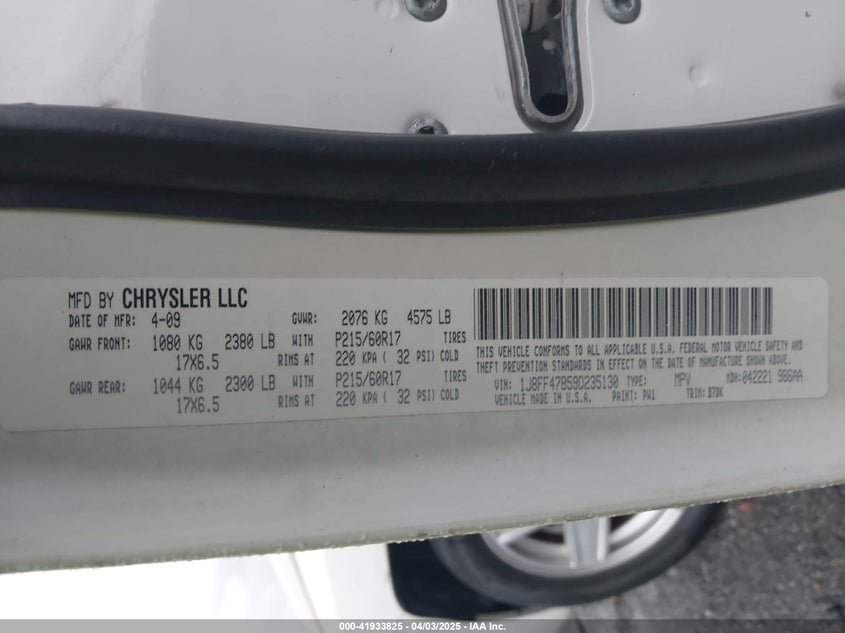 MFD BY CHRYSLER LLC
DATE OF MFR: 4-09 GVWR: 2076 KG 4575 LB
GAWR FRONT: 1080 KG 2380 LB WITH P215/60R17 TIRES
17X6.5 RIMS AT 220 KPA ( 32 PSI) COLD
GAWR REAR: 1044 KG 2300 LB WITH P215/60R17 TIRES
17X6.5 RIMS AT 220 KPA ( 32 PSI) COLD
THIS VEHICLE CONFORMS TO ALL APPLICABLE U.S.A. FEDERAL MOTOR VEHICLE SAFETY AND
THEFT PREVENTION STANDARDS IN EFFECT ON THE DATE OF MANUFACTURE SHOWN ABOVE.
VIN: 1J8FF47B59D235130 TYPE: MPV MDH:042221 9B6AA
VEHICLE MADE IN U.S.A. PAINT: PW1 TRIM: B7DK
000-41933825 - 04/03/2025 - IAA Inc.